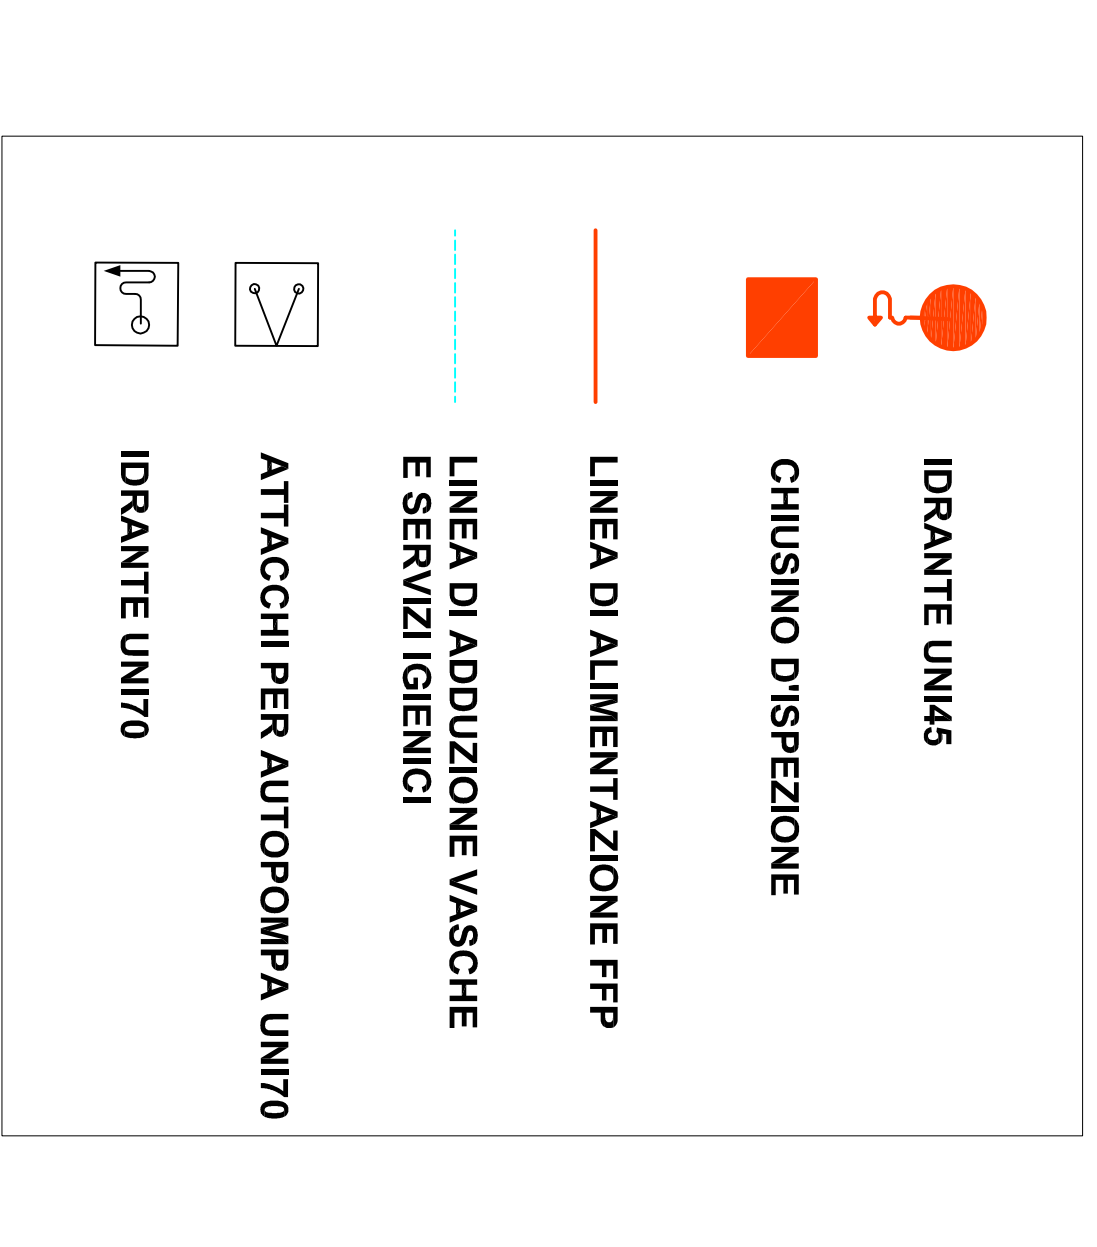 IDRANTE UNI45
CHIUSINO D'ISPEZIONE
LINEA DI ALIMENTAZIONE FFP
LINEA DI ADDUZIONE VASCHE
E SERVIZI IGIENICI
ATTACCHI PER AUTOPOMPA UNI70
IDRANTE UNI70